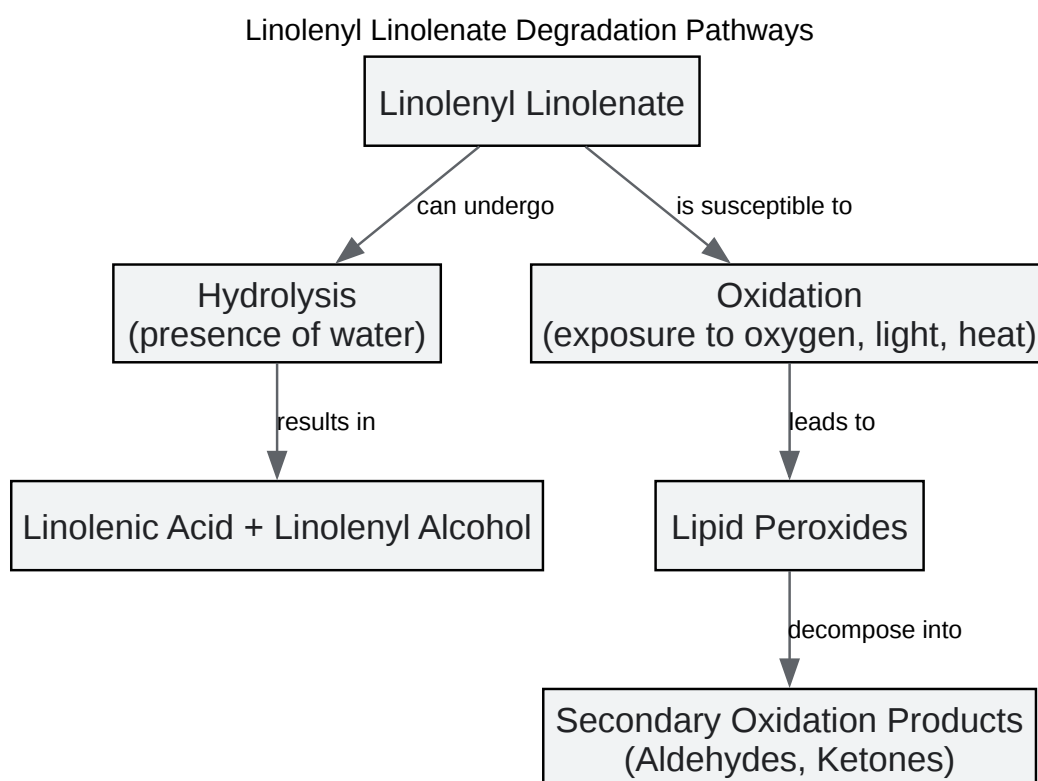 Linolenyl Linolenate Degradation Pathways
Linolenyl Linolenate
can undergo
is susceptible to
Hydrolysis
(presence of water)
Oxidation
(exposure to oxygen, light, heat)
results in
leads to
Linolenic Acid + Linolenyl Alcohol
Lipid Peroxides
decompose into
Secondary Oxidation Products
(Aldehydes, Ketones)